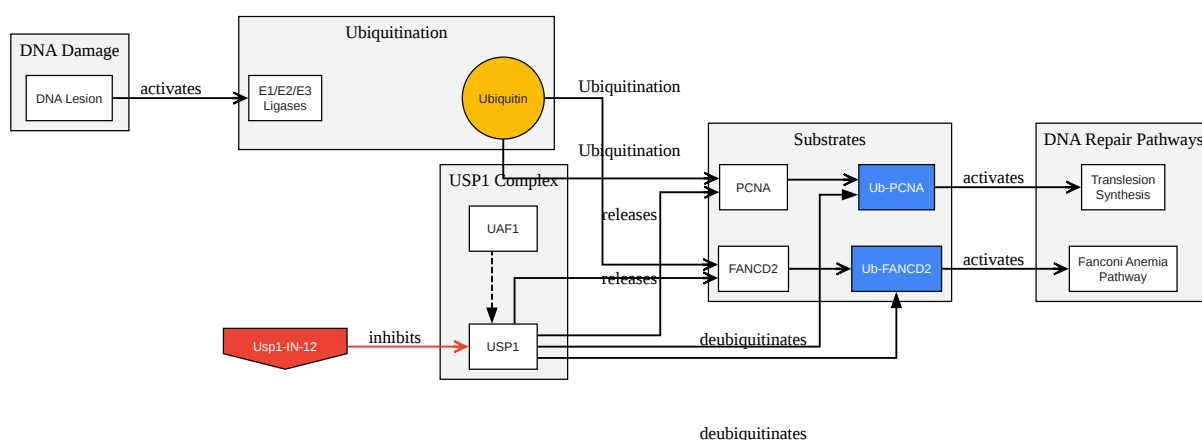 DNA Damage
DNA Lesion
activates
Ubiquitination
E1/E2/E3
Ligases
Ubiquitin
Ubiquitination
Ubiquitination
USP1 Complex
UAF1
USP1
Usp1-IN-12
inhibits
releases
releases
deubiquitinates
deubiquitinates
Substrates
PCNA
Ub-PCNA
FANCD2
Ub-FANCD2
activates
activates
DNA Repair Pathways
Translesion
Synthesis
Fanconi Anemia
Pathway